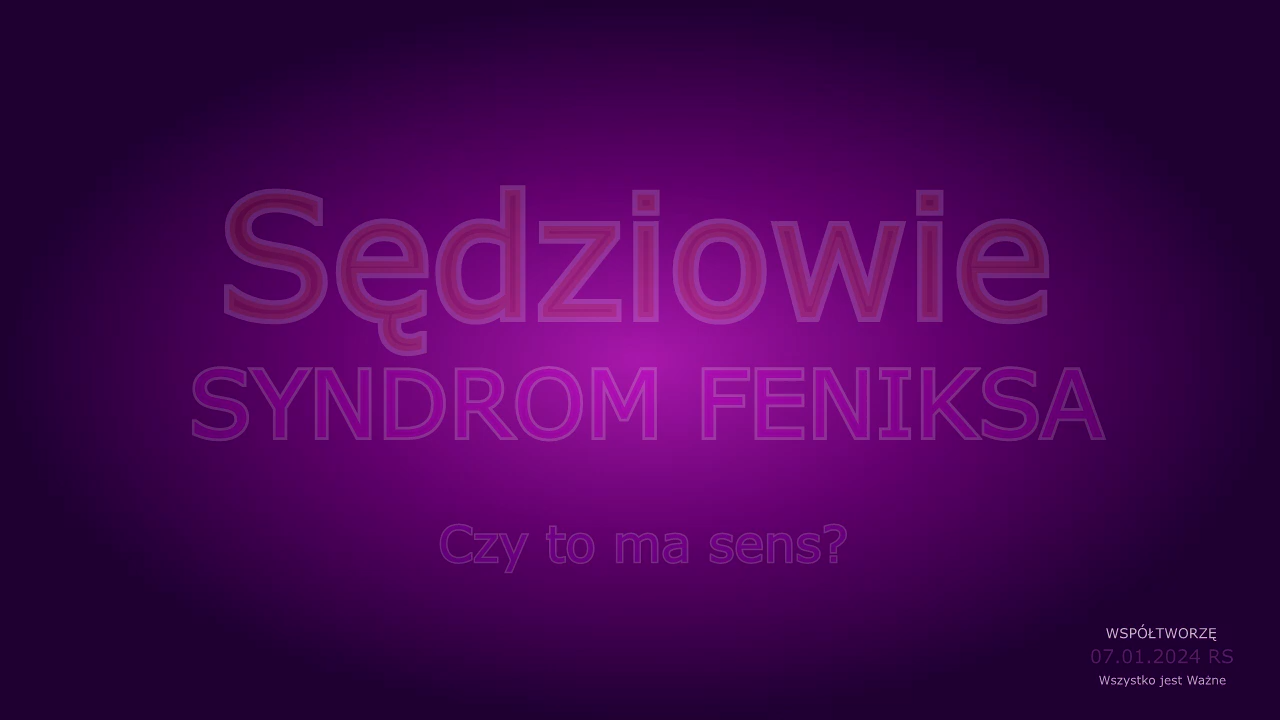 Sędziowie
SYNDROM FENIKSA
Czy to ma sens?
WSPÓŁTWORZĘ
07.01.2024 RS
Wszystko jest Ważne